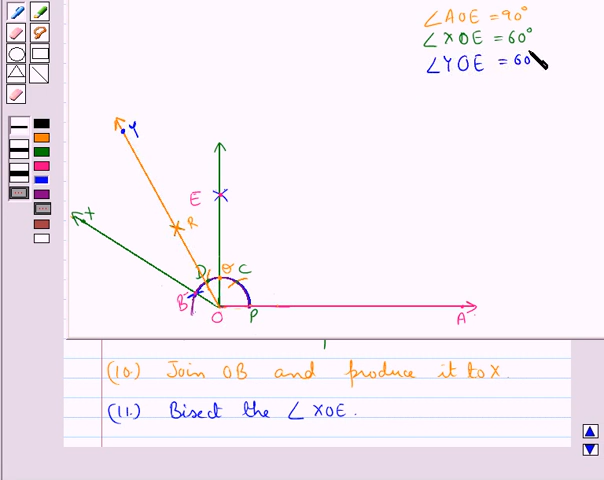 ∠AOE = 90°
∠XOE = 60°
∠YOE = 60
Y
E
X
R
D
Q
C
B
O
P
A
(10.) Join OB and produce it to X.
(11.) Bisect the ∠XOE.